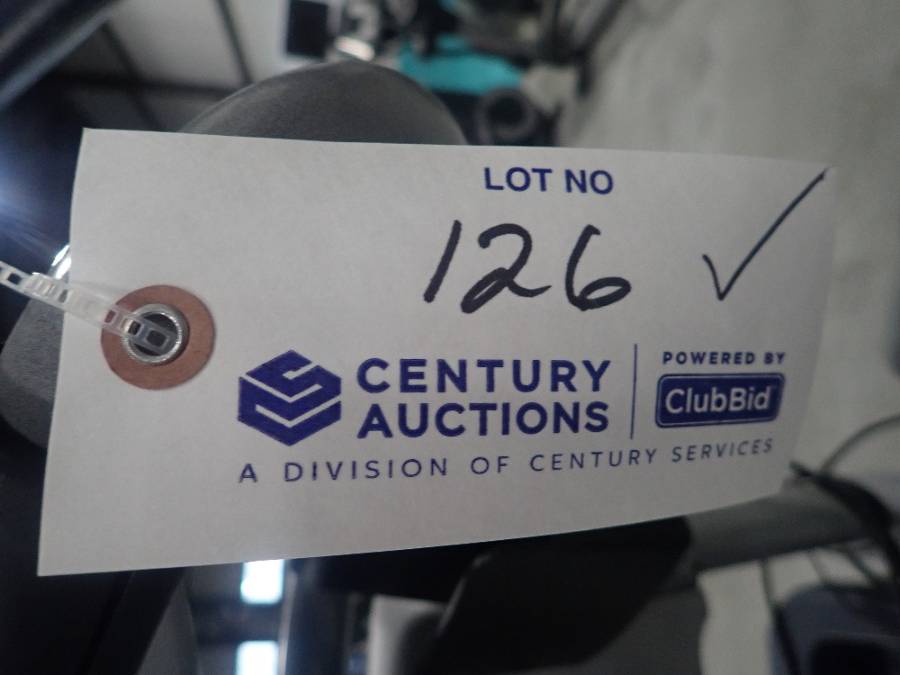 LOT NO
126 ✓
CENTURY
AUCTIONS
POWERED BY
ClubBid
A DIVISION OF CENTURY SERVICES